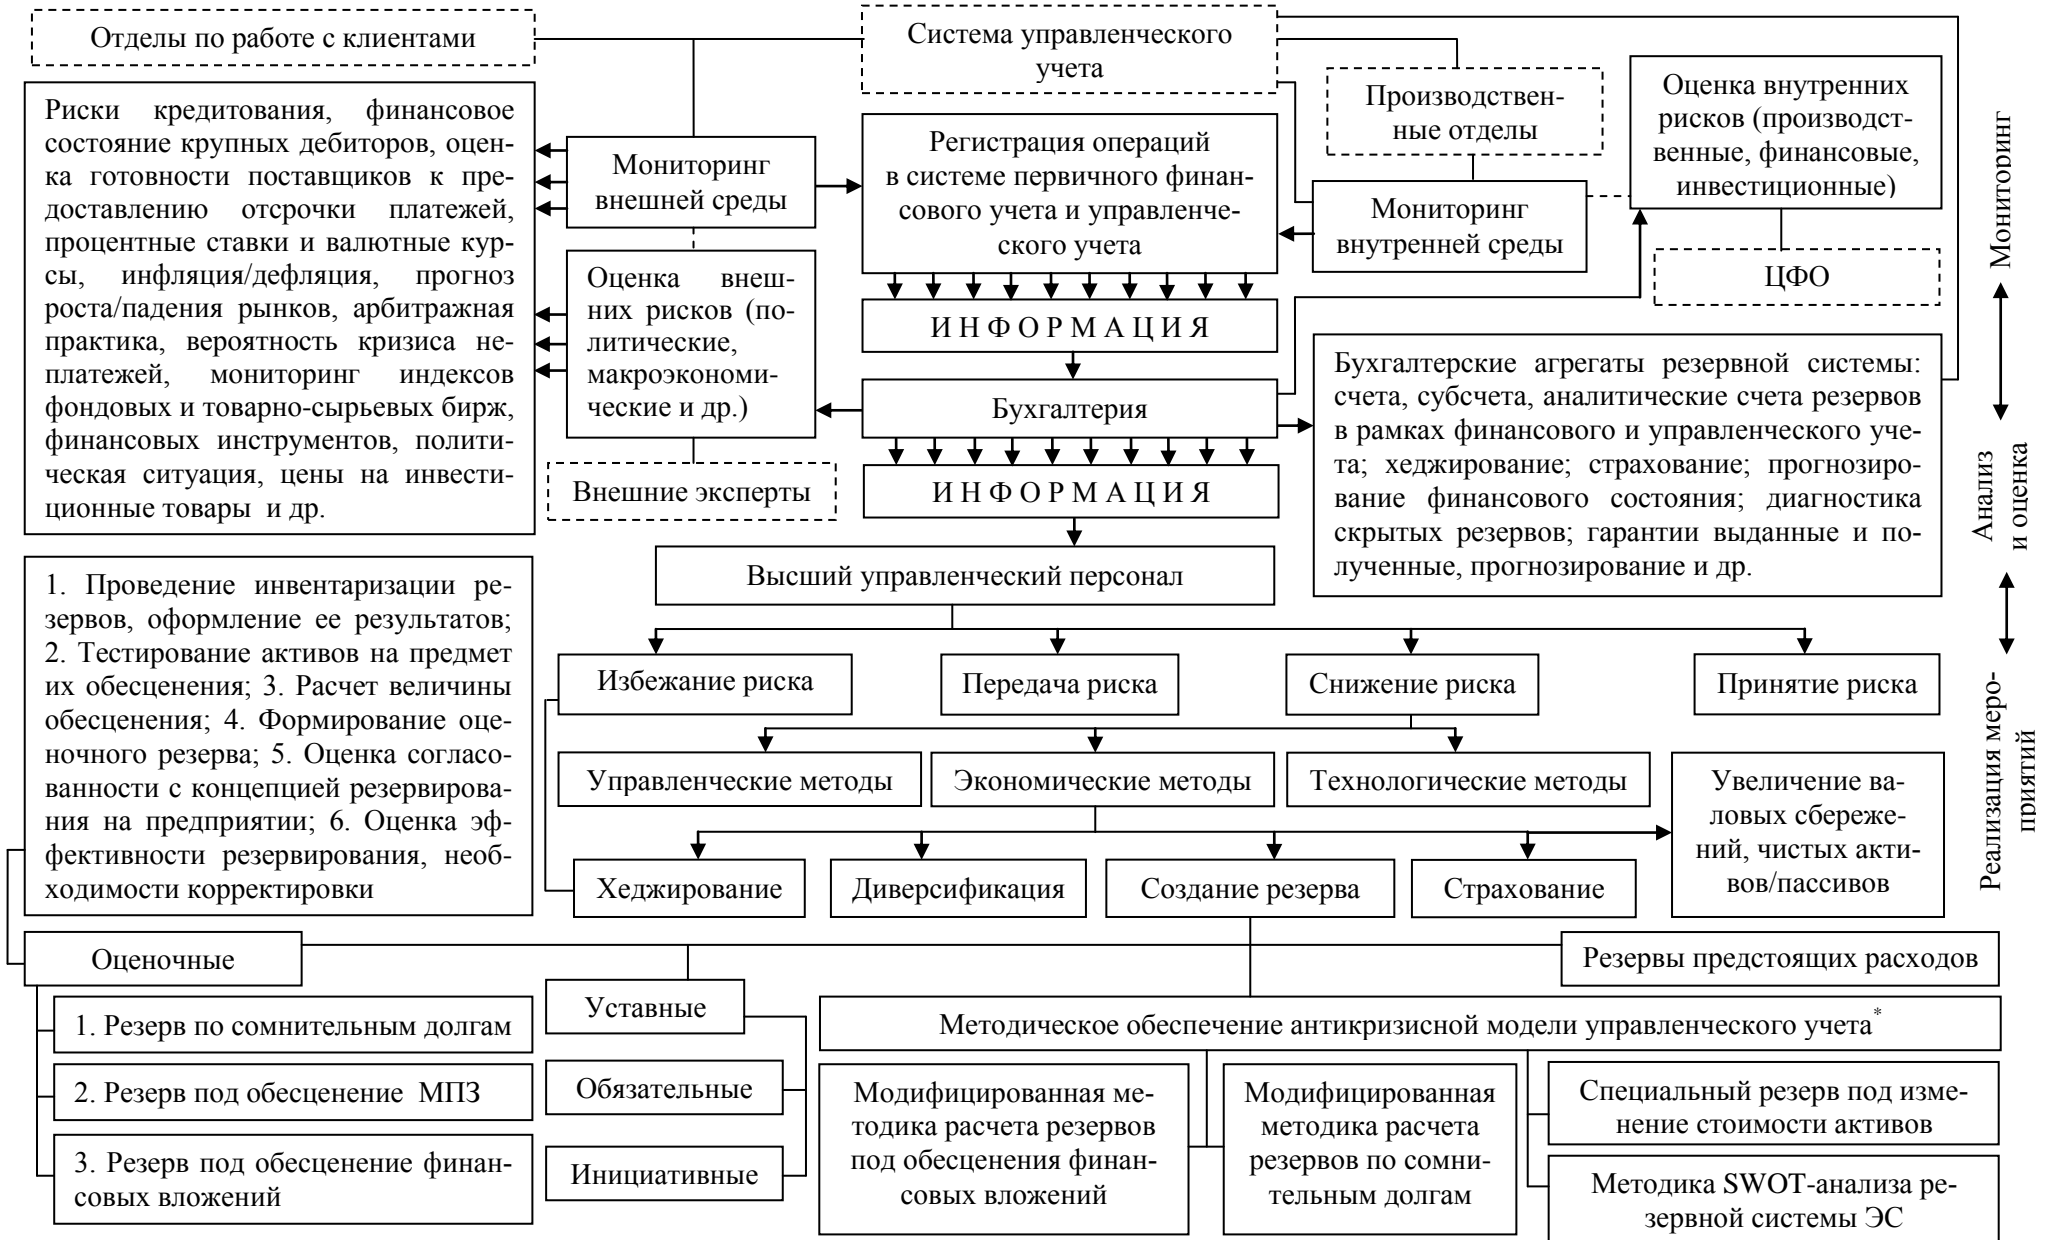 Отделы по работе с клиентами
Система управленческого
учета
Производствен-
ные отделы
Оценка внутренних
рисков (производст-
венные, финансовые,
инвестиционные)
Риски кредитования, финансовое
состояние крупных дебиторов, оцен-
ка готовности поставщиков к пре-
доставлению отсрочки платежей,
процентные ставки и валютные кур-
сы, инфляция/дефляция, прогноз
роста/падения рынков, арбитражная
практика, вероятность кризиса не-
платежей, мониторинг индексов
фондовых и товарно-сырьевых бирж,
финансовых инструментов, полити-
ческая ситуация, цены на инвести-
ционные товары и др.
Мониторинг
внешней среды
Регистрация операций
в системе первичного финан-
сового учета и управленче-
ского учета
Мониторинг
внутренней среды
ЦФО
Мониторинг
Оценка внеш-
них рисков (по-
литические,
макроэкономи-
ческие и др.)
И Н Ф О Р М А Ц И Я
Бухгалтерия
Бухгалтерские агрегаты резервной системы:
счета, субсчета, аналитические счета резервов
в рамках финансового и управленческого уче-
та; хеджирование; страхование; прогнозиро-
вание финансового состояния; диагностика
скрытых резервов; гарантии выданные и по-
лученные, прогнозирование и др.
Внешние эксперты
И Н Ф О Р М А Ц И Я
Анализ
и оценка
Высший управленческий персонал
1. Проведение инвентаризации ре-
зервов, оформление ее результатов;
2. Тестирование активов на предмет
их обесценения; 3. Расчет величины
обесценения; 4. Формирование оце-
ночного резерва; 5. Оценка согласо-
ванности с концепцией резервирова-
ния на предприятии; 6. Оценка эф-
фективности резервирования, необ-
ходимости корректировки
Избежание риска
Передача риска
Снижение риска
Принятие риска
Управленческие методы
Экономические методы
Технологические методы
Увеличение ва-
ловых сбереже-
ний, чистых акти-
вов/пассивов
Реализация меро-
приятий
Хеджирование
Диверсификация
Создание резерва
Страхование
Оценочные
Резервы предстоящих расходов
Уставные
1. Резерв по сомнительным долгам
Методическое обеспечение антикризисной модели управленческого учета*
Обязательные
2. Резерв под обесценение МПЗ
Модифицированная ме-
тодика расчета резервов
под обесценения финан-
совых вложений
Модифицированная
методика расчета
резервов по сомни-
тельным долгам
Специальный резерв под изме-
нение стоимости активов
Инициативные
3. Резерв под обесценение финан-
совых вложений
Методика SWOT-анализа ре-
зервной системы ЭС